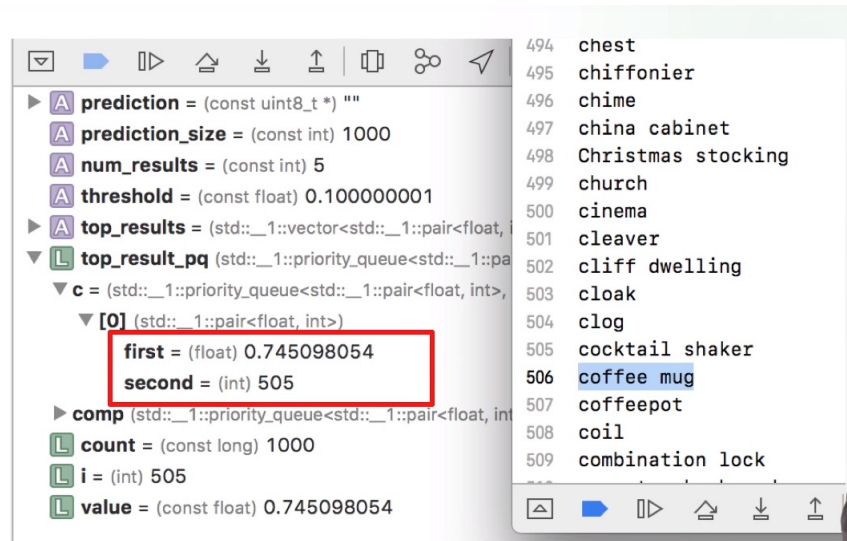 A prediction = (const uint8_t *) ""
A prediction_size = (const int) 1000
A num_results = (const int) 5
A threshold = (const float) 0.100000001
A top_results = (std::__1::vector<std::__1::pair<float, i
L top_result_pq (std::__1::priority_queue<std::__1::pa
c = (std::__1::priority_queue<std::__1::pair<float, int>,
[0] (std::__1::pair<float, int>)
first = (float) 0.745098054
second = (int) 505
comp (std::__1::priority_queue<std::__1::pair<float, int
L count = (const long) 1000
L i = (int) 505
L value = (const float) 0.745098054
494 chest
495 chiffonier
496 chime
497 china cabinet
498 Christmas stocking
499 church
500 cinema
501 cleaver
502 cliff dwelling
503 cloak
504 clog
505 cocktail shaker
506 coffee mug
507 coffeepot
508 coil
509 combination lock